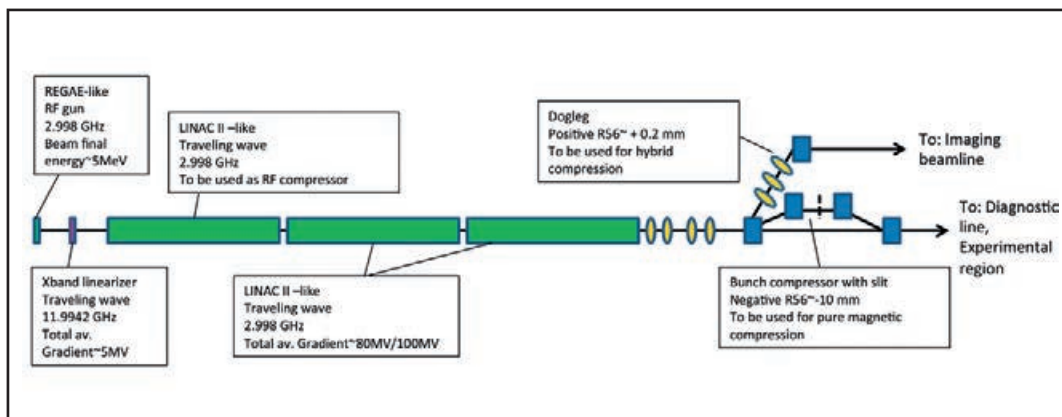 REGAE-like
RF gun
2.998 GHz
Beam final
energy~5MeV
LINAC II –like
Traveling wave
2.998 GHz
To be used as RF compressor
Dogleg
Positive R56~ + 0.2 mm
To be used for hybrid
compression
To: Imaging
beamline
To: Diagnostic
line,
Experimental
region
Xband linearizer
Traveling wave
11.9942 GHz
Total av.
Gradient~5MV
LINAC II –like
Traveling wave
2.998 GHz
Total av. Gradient~80MV/100MV
Bunch compressor with slit
Negative R56~-10 mm
To be used for pure magnetic
compression